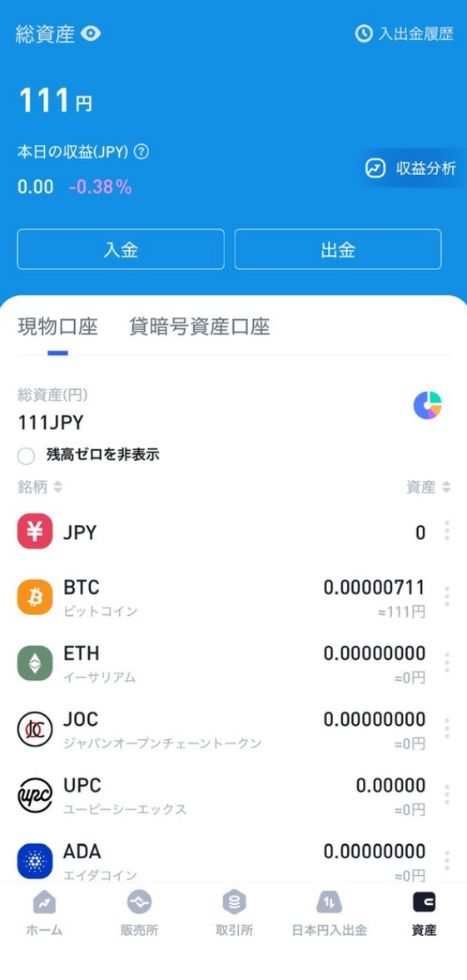 総資産
入出金履歴
111 円
本日の収益(JPY) ?
0.00 -0.38%
収益分析
入金 出金
現物口座 貸暗号資産口座
総資産(円)
111JPY
残高ゼロを非表示
銘柄 資産
¥ JPY 0
BTC 0.00000711
ビットコイン ≈111円
ETH 0.00000000
イーサリアム ≈0円
JOC 0.00000000
ジャパンオープンチェーントークン ≈0円
upc UPC 0.00000
ユーピーシーエックス ≈0円
ADA 0.00000000
エイダコイン ≈0円
ホーム 販売所 取引所 日本円入出金 資産